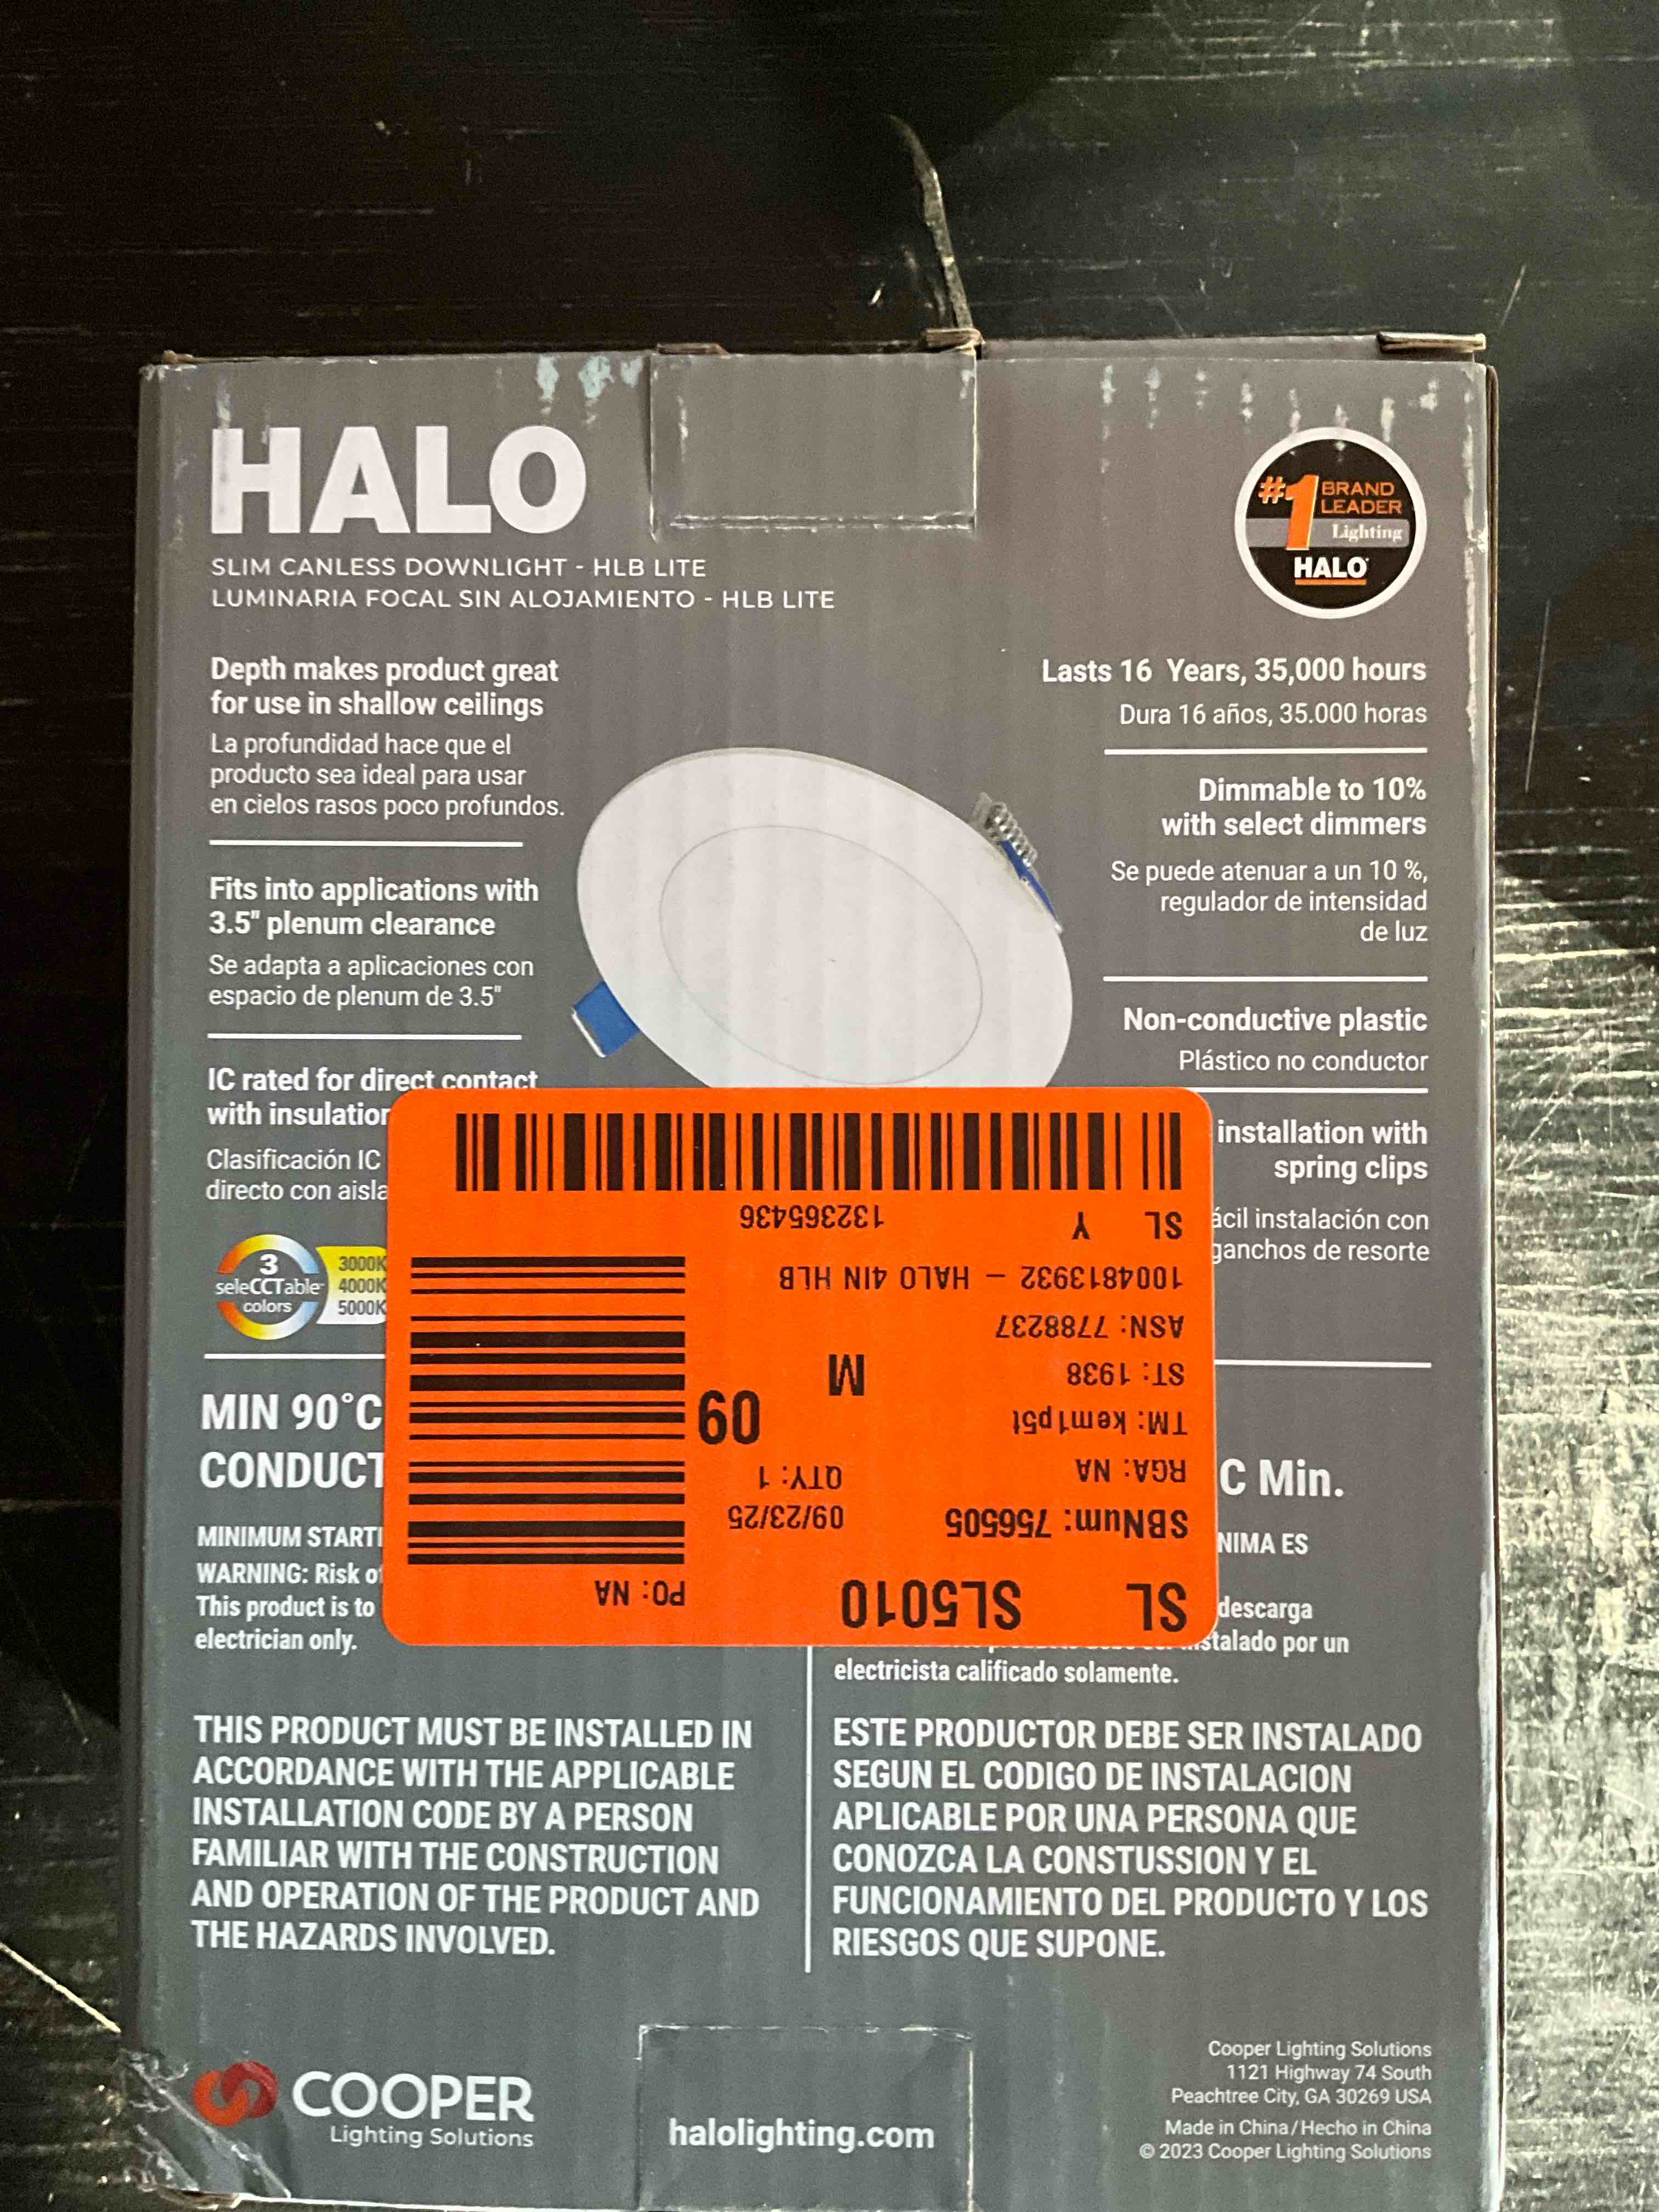 HALO
SLIM CANLESS DOWNLIGHT - HLB LITE
LUMINARIA FOCAL SIN ALOJAMIENTO - HLB LITE
#1 BRAND
LEADER
Lighting
HALO
Depth makes product great
for use in shallow ceilings
La profundidad hace que el
producto sea ideal para usar
en cielos rasos poco profundos.
Fits into applications with
3.5" plenum clearance
Se adapta a aplicaciones con
espacio de plenum de 3.5"
IC rated for direct contact
with insulation
Clasificación IC
directo con aisla
3
seleCCTable
colors
3000K
4000K
5000K
Lasts 16 Years, 35,000 hours
Dura 16 años, 35.000 horas
Dimmable to 10%
with select dimmers
Se puede atenuar a un 10 %,
regulador de intensidad
de luz
Non-conductive plastic
Plástico no conductor
installation with
spring clips
ácil instalación con
ganchos de resorte
SL SL5010 PO: NA
SBNum: 756505 09/23/25
RGA: NA QTY: 1
TM: kem1p5t 09
ST: 1938 M
ASN: 7788237
1004813932 - HALO 4IN HLB
SL Y
132365436
MIN 90°C
CONDUCT
MINIMUM STARTI
WARNING: Risk of
This product is to
electrician only.
C Min.
NIMA ES
descarga
stalado por un
electricista calificado solamente.
THIS PRODUCT MUST BE INSTALLED IN
ACCORDANCE WITH THE APPLICABLE
INSTALLATION CODE BY A PERSON
FAMILIAR WITH THE CONSTRUCTION
AND OPERATION OF THE PRODUCT AND
THE HAZARDS INVOLVED.
ESTE PRODUCTOR DEBE SER INSTALADO
SEGUN EL CODIGO DE INSTALACION
APLICABLE POR UNA PERSONA QUE
CONOZCA LA CONSTUSSION Y EL
FUNCIONAMIENTO DEL PRODUCTO Y LOS
RIESGOS QUE SUPONE.
COOPER
Lighting Solutions
halolighting.com
Cooper Lighting Solutions
1121 Highway 74 South
Peachtree City, GA 30269 USA
Made in China/Hecho in China
© 2023 Cooper Lighting Solutions